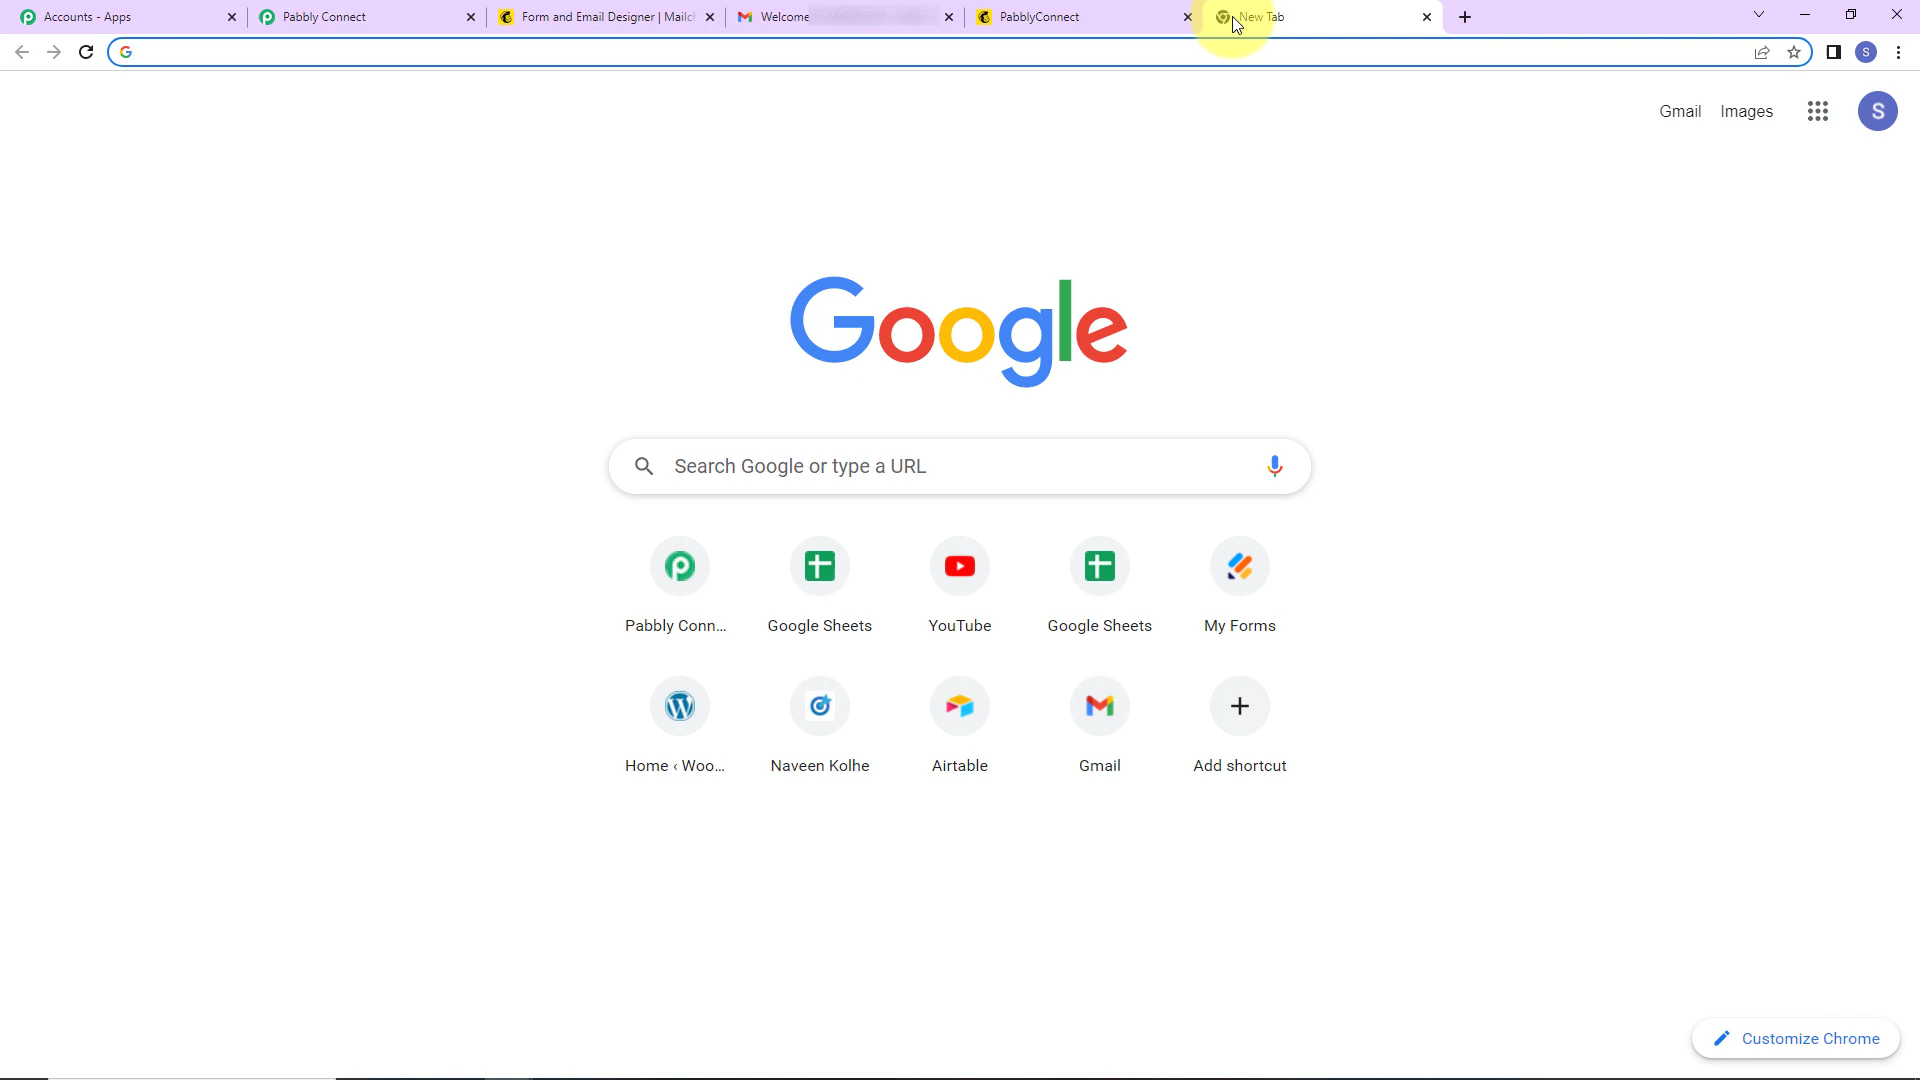 Accounts - Apps
Pabbly Connect
Form and Email Designer | Mailch
Welcome
PabblyConnect
New Tab
S
Gmail
Images
S
Google
Search Google or type a URL
Pabbly Conn...
Google Sheets
YouTube
Google Sheets
My Forms
Home ‹ Woo...
Naveen Kolhe
Airtable
Gmail
Add shortcut
Customize Chrome